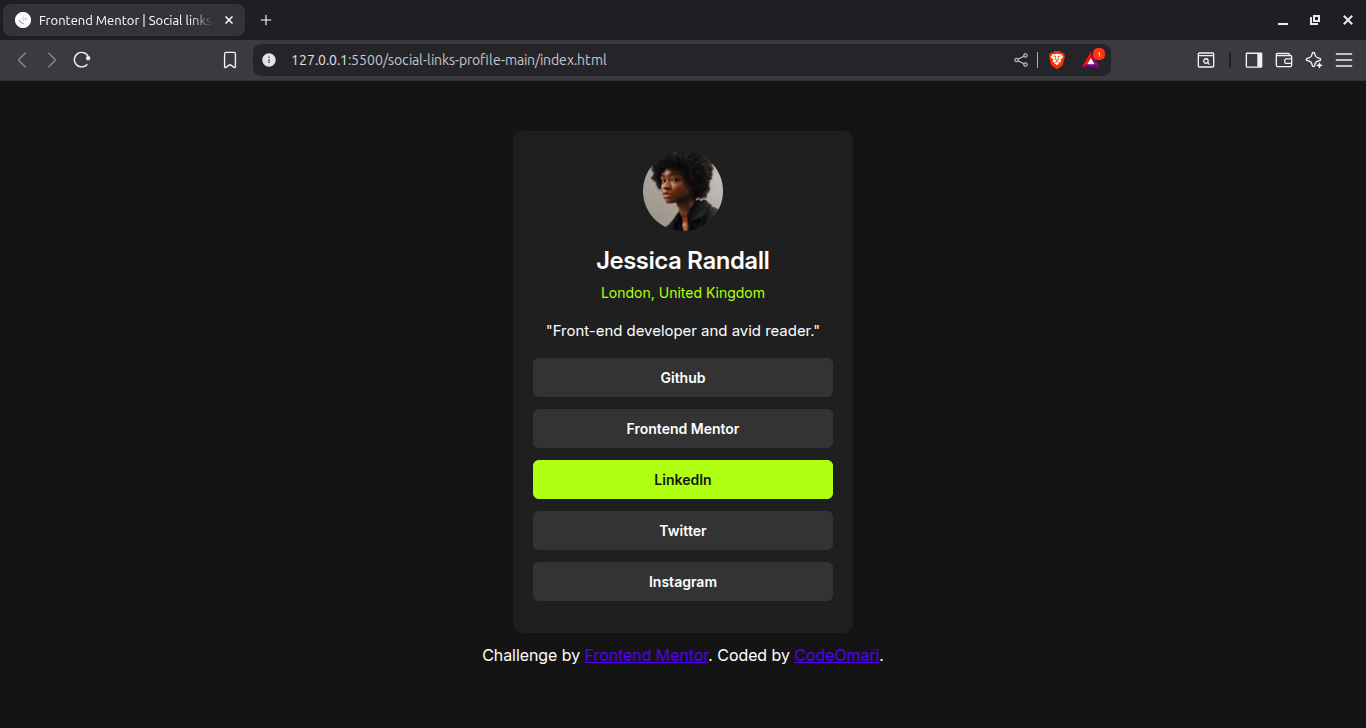 Frontend Mentor | Social links
127.0.0.1:5500/social-links-profile-main/index.html
1
Jessica Randall
London, United Kingdom
"Front-end developer and avid reader."
Github
Frontend Mentor
LinkedIn
Twitter
Instagram
Challenge by Frontend Mentor. Coded by CodeOmari.